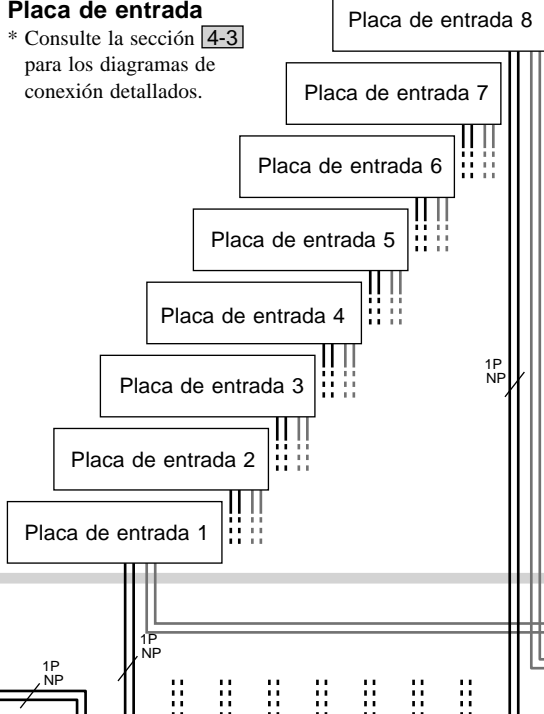 Placa de entrada
* Consulte la sección 4-3
para los diagramas de
conexión detallados.
Placa de entrada 8
Placa de entrada 7
Placa de entrada 6
Placa de entrada 5
Placa de entrada 4
Placa de entrada 3
Placa de entrada 2
Placa de entrada 1
1P
NP
1P
NP
1P
NP